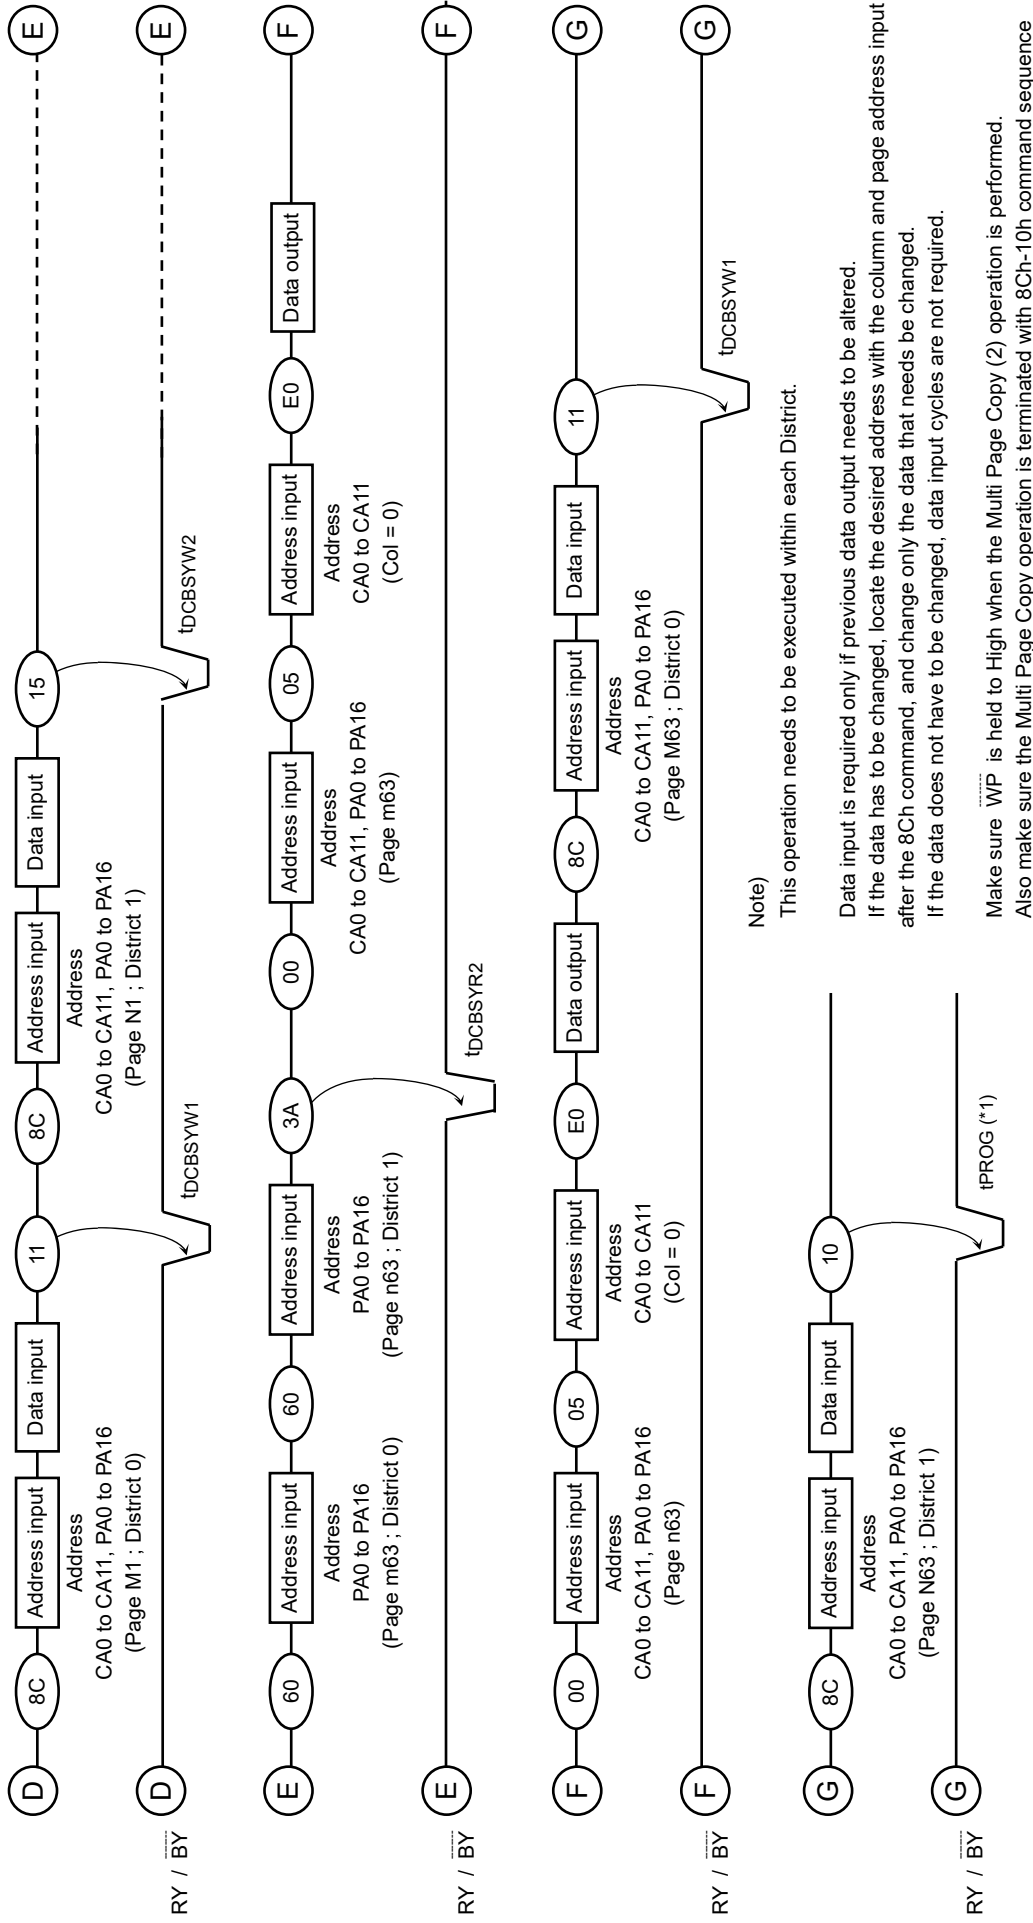 D
8C
Address input
Data input
11
8C
Address input
Data input
15
E
Address
CA0 to CA11, PA0 to PA16
(Page M1 ; District 0)
Address
CA0 to CA11, PA0 to PA16
(Page N1 ; District 1)
RY / BY
D
tDCBSYW1
tDCBSYW2
E
E
60
Address input
60
Address input
3A
00
Address input
05
Address input
E0
Data output
F
Address
PA0 to PA16
(Page m63 ; District 0)
Address
PA0 to PA16
(Page n63 ; District 1)
Address
CA0 to CA11, PA0 to PA16
(Page m63)
Address
CA0 to CA11
(Col = 0)
RY / BY
E
tDCBSYR2
F
F
00
Address input
05
Address input
E0
Data output
8C
Address input
Data input
11
G
Address
CA0 to CA11, PA0 to PA16
(Page n63)
Address
CA0 to CA11
(Col = 0)
Address
CA0 to CA11, PA0 to PA16
(Page M63 ; District 0)
RY / BY
F
tDCBSYW1
G
G
8C
Address input
Data input
10
Address
CA0 to CA11, PA0 to PA16
(Page N63 ; District 1)
RY / BY
G
tPROG (*1)
Note)
This operation needs to be executed within each District.
Data input is required only if previous data output needs to be altered.
If the data has to be changed, locate the desired address with the column and page address input
after the 8Ch command, and change only the data that needs be changed.
If the data does not have to be changed, data input cycles are not required.
Make sure WP is held to High when the Multi Page Copy (2) operation is performed.
Also make sure the Multi Page Copy operation is terminated with 8Ch-10h command sequence